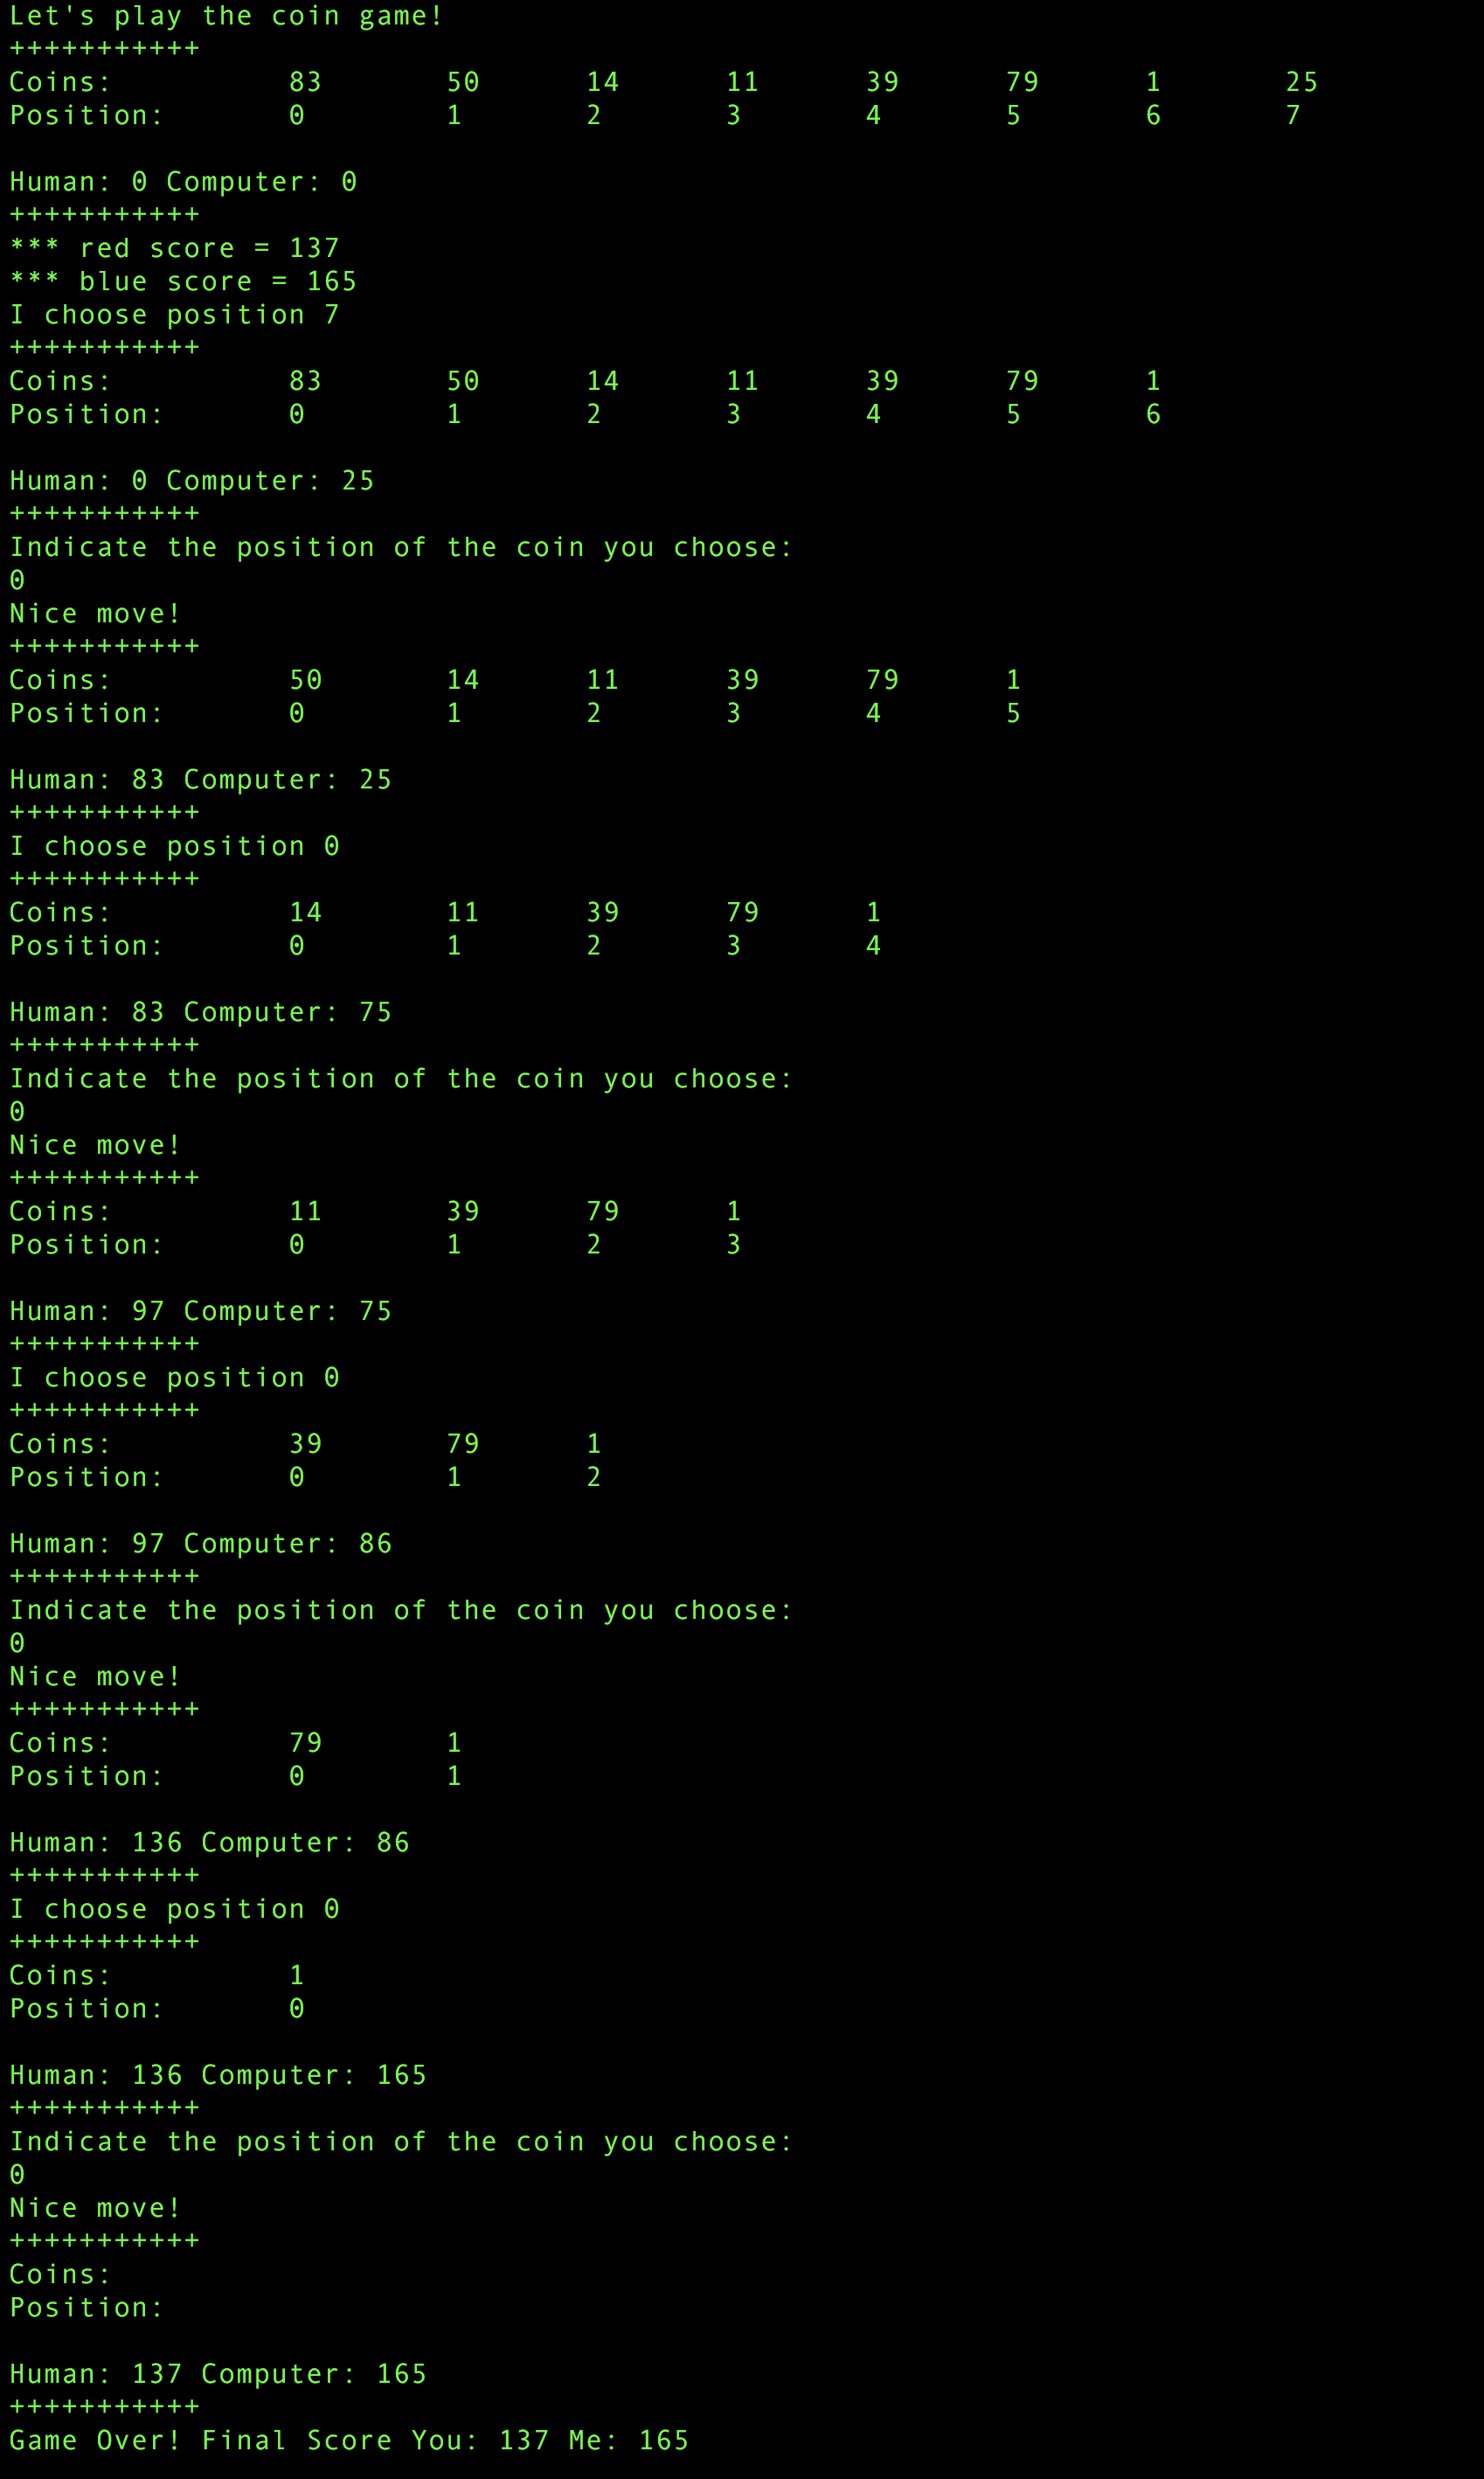 Let's play the coin game!
+++++++++++
Coins: 83 50 14 11 39 79 1 25
Position: 0 1 2 3 4 5 6 7
Human: 0 Computer: 0
+++++++++++
*** red score = 137
*** blue score = 165
I choose position 7
+++++++++++
Coins: 83 50 14 11 39 79 1
Position: 0 1 2 3 4 5 6
Human: 0 Computer: 25
+++++++++++
Indicate the position of the coin you choose:
0
Nice move!
+++++++++++
Coins: 50 14 11 39 79 1
Position: 0 1 2 3 4 5
Human: 83 Computer: 25
+++++++++++
I choose position 0
+++++++++++
Coins: 14 11 39 79 1
Position: 0 1 2 3 4
Human: 83 Computer: 75
+++++++++++
Indicate the position of the coin you choose:
0
Nice move!
+++++++++++
Coins: 11 39 79 1
Position: 0 1 2 3
Human: 97 Computer: 75
+++++++++++
I choose position 0
+++++++++++
Coins: 39 79 1
Position: 0 1 2
Human: 97 Computer: 86
+++++++++++
Indicate the position of the coin you choose:
0
Nice move!
+++++++++++
Coins: 79 1
Position: 0 1
Human: 136 Computer: 86
+++++++++++
I choose position 0
+++++++++++
Coins: 1
Position: 0
Human: 136 Computer: 165
+++++++++++
Indicate the position of the coin you choose:
0
Nice move!
+++++++++++
Coins:
Position:
Human: 137 Computer: 165
+++++++++++
Game Over! Final Score You: 137 Me: 165